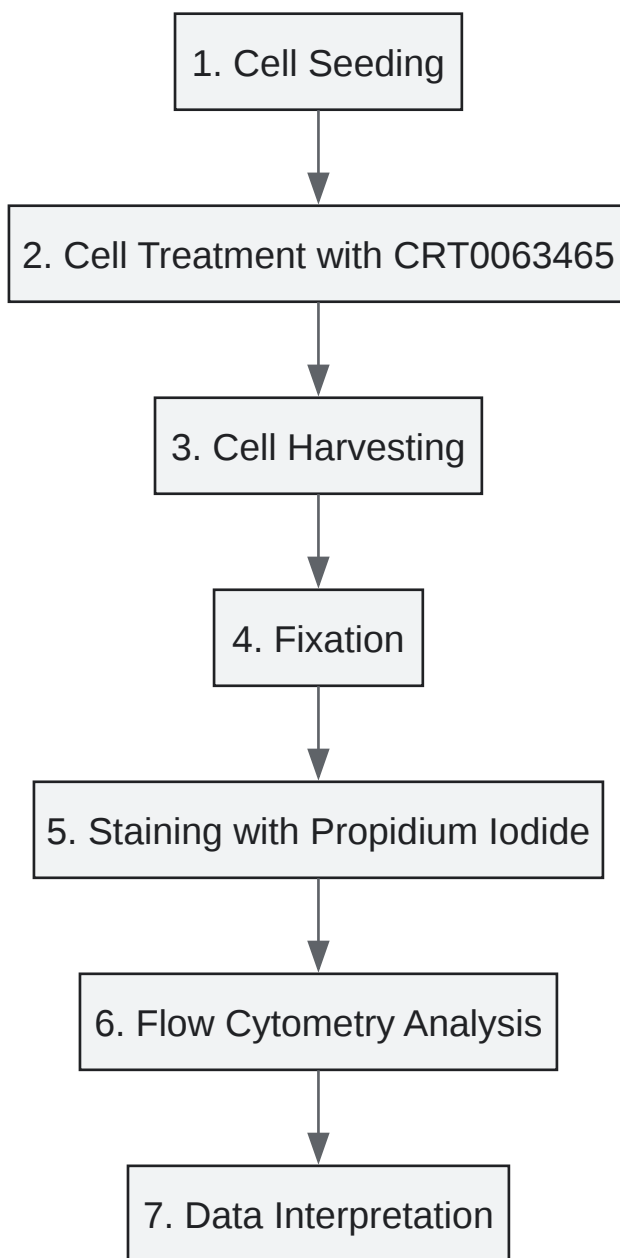 1. Cell Seeding
2. Cell Treatment with CRT0063465
3. Cell Harvesting
4. Fixation
5. Staining with Propidium Iodide
6. Flow Cytometry Analysis
7. Data Interpretation